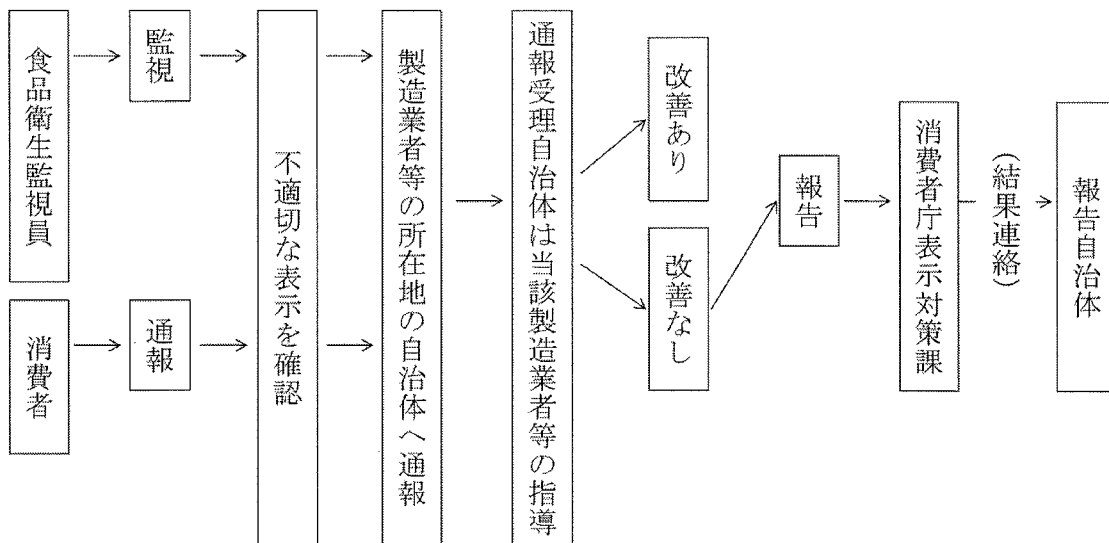 食品衛生監視員
監視
消費者
通報
不適切な表示を確認
製造業者等の所在地の自治体へ通報
通報受理自治体は当該製造業者等の指導
改善あり
改善なし
報告
消費者庁表示対策課
(結果連絡)
報告自治体